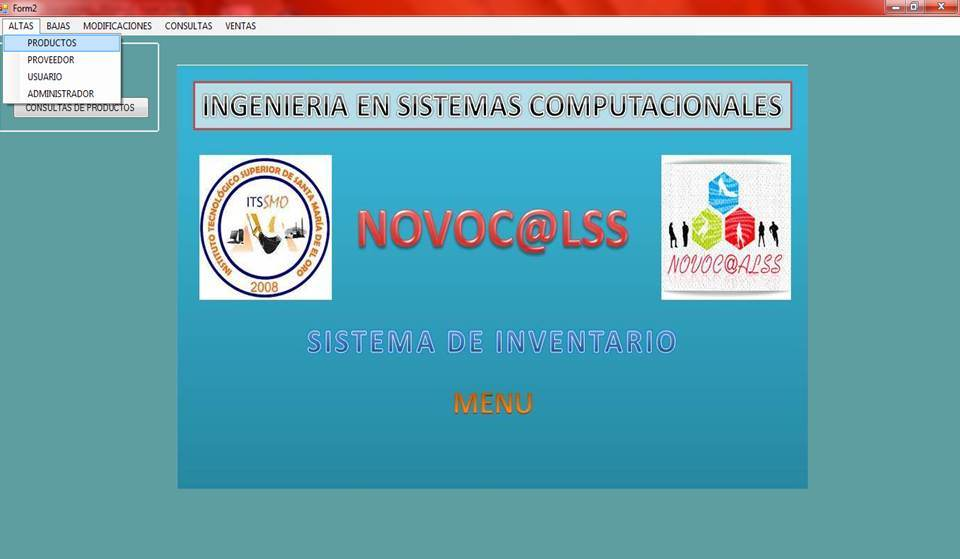 Form2
ALTAS BAJAS MODIFICACIONES CONSULTAS VENTAS
PRODUCTOS
PROVEEDOR
USUARIO
ADMINISTRADOR
CONSULTAS DE PRODUCTOS
INGENIERIA EN SISTEMAS COMPUTACIONALES
INSTITUTO TECNOLÓGICO SUPERIOR DE SANTA MARÍA DE EL ORO
ITSSMO
2008
NOVOC@LSS
NOVOC@ALSS
SISTEMA DE INVENTARIO
MENU